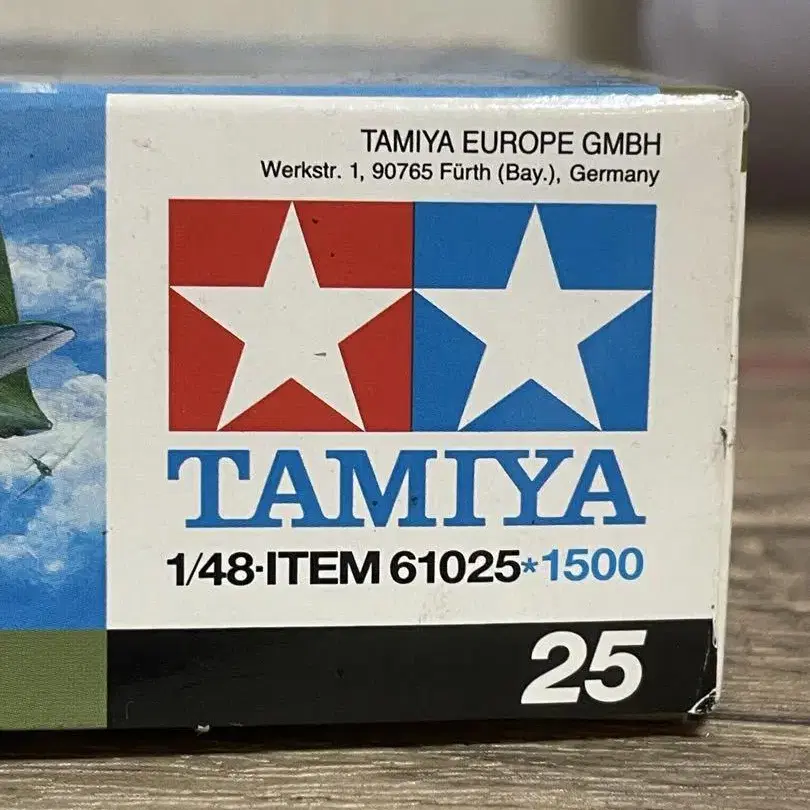 TAMIYA EUROPE GMBH
Werkstr. 1, 90765 Fürth (Bay.), Germany
TAMIYA
1/48·ITEM 61025*1500
25